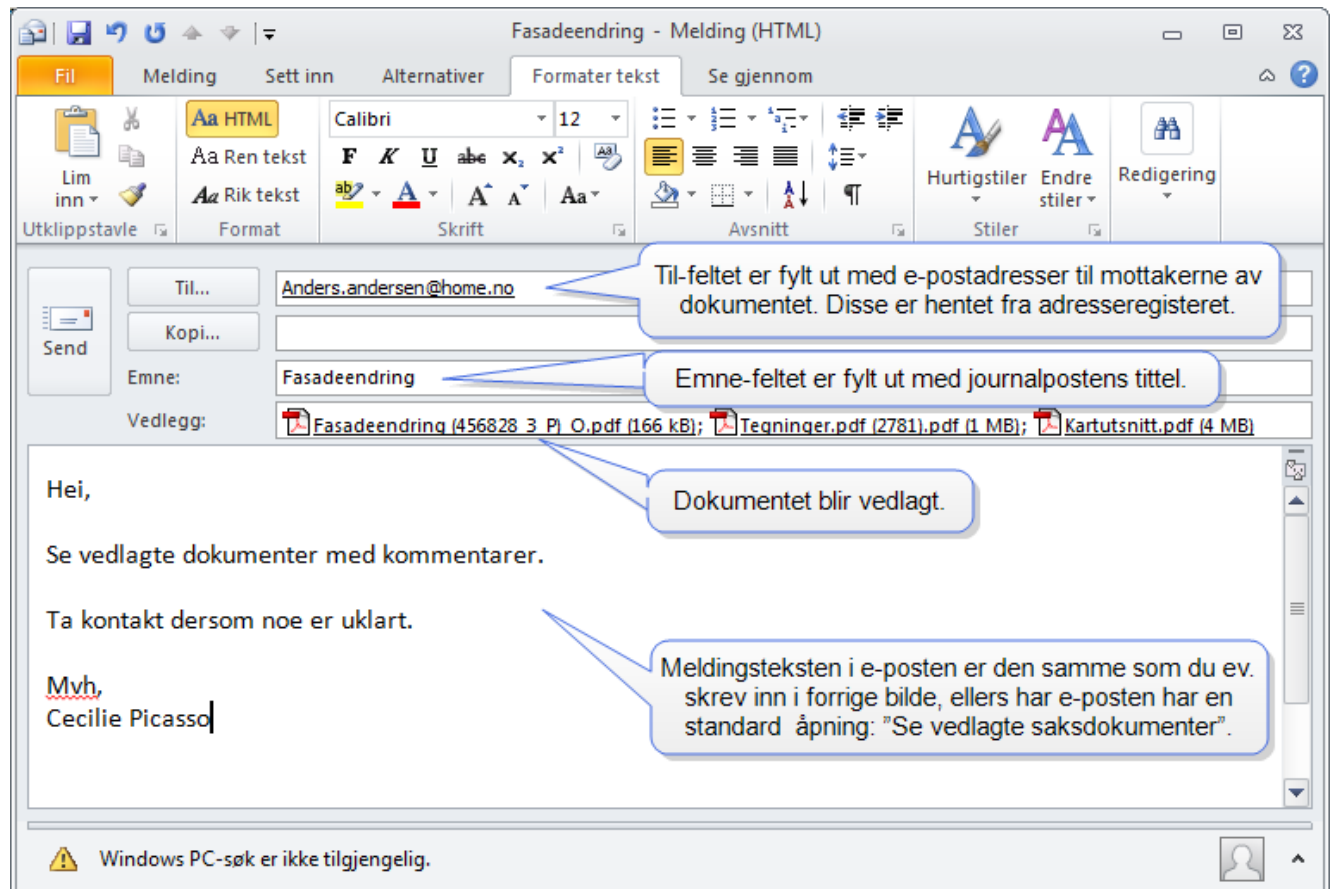 Fasadeendring - Melding (HTML)
Fil Melding Sett inn Alternativer Formater tekst Se gjennom
Lim
inn
Utklippstavle
Aa HTML
Aa Ren tekst
Aa Rik tekst
Format
Calibri 12
F K U abe x₂ x² Aa
ab A A A Aa
Skrift
Avsnitt
Hurtigstiler
Endre
stiler
Stiler
Redigering
Send
Til... Anders.andersen@home.no
Kopi...
Emne: Fasadeendring
Vedlegg: Fasadeendring (456828_3_P)_O.pdf (166 kB); Tegninger.pdf (2781).pdf (1 MB); Kartutsnitt.pdf (4 MB)
Til-feltet er fylt ut med e-postadresser til mottakerne av
dokumentet. Disse er hentet fra adresseregisteret.
Emne-feltet er fylt ut med journalpostens tittel.
Dokumentet blir vedlagt.
Hei,
Se vedlagte dokumenter med kommentarer.
Ta kontakt dersom noe er uklart.
Mvh,
Cecilie Picasso
Meldingsteksten i e-posten er den samme som du ev.
skrev inn i forrige bilde, ellers har e-posten har en
standard åpning: ”Se vedlagte saksdokumenter”.
Windows PC-søk er ikke tilgjengelig.